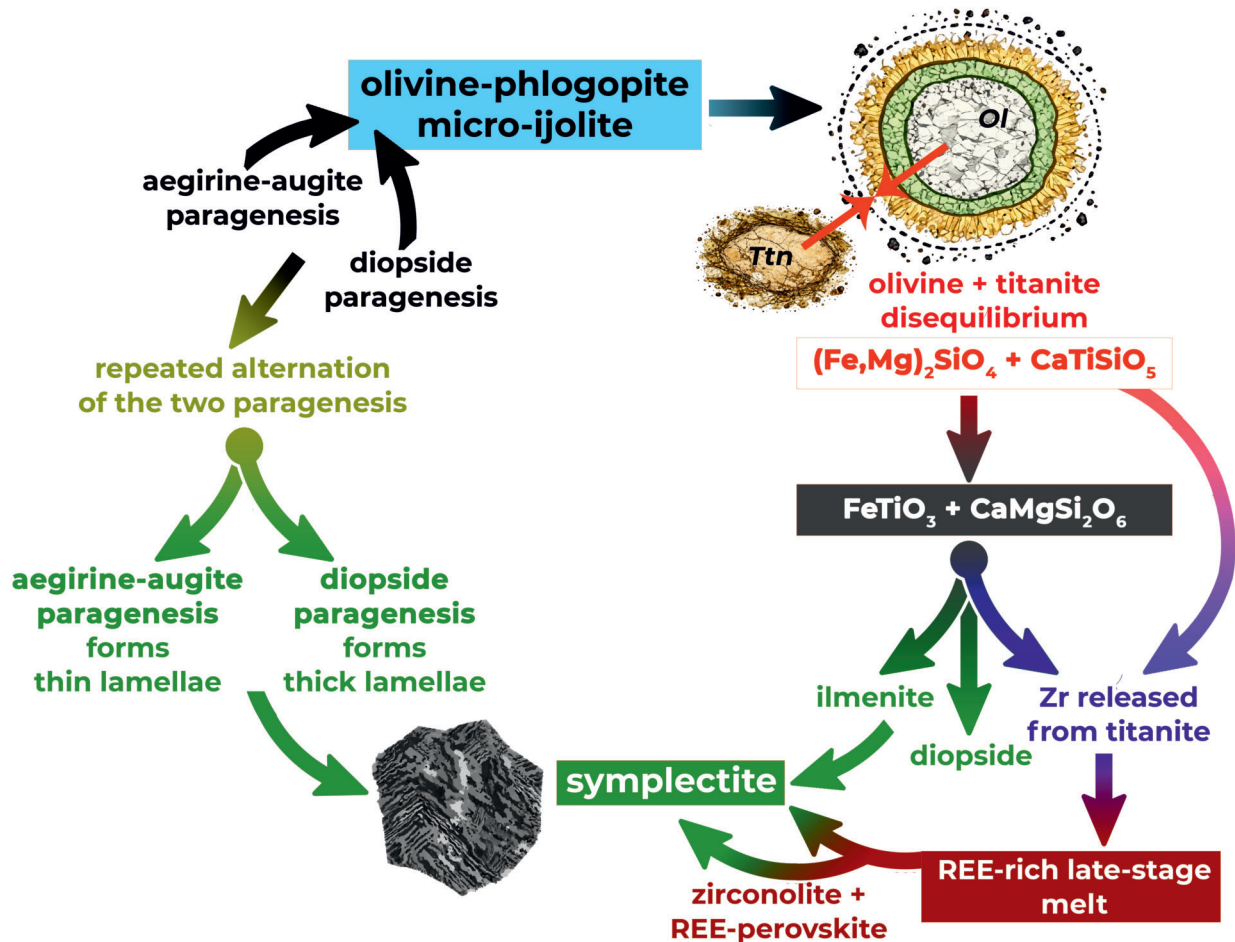 olivine-phlogopite
micro-ijolite
Ol
aegirine-augite
paragenesis
diopside
paragenesis
Ttn
olivine + titanite
disequilibrium
(Fe,Mg)₂SiO₄ + CaTiSiO₅
repeated alternation
of the two paragenesis
FeTiO₃ + CaMgSi₂O₆
aegirine-augite
paragenesis
forms
thin lamellae
diopside
paragenesis
forms
thick lamellae
ilmenite
diopside
Zr released
from titanite
symplectite
zirconolite +
REE-perovskite
REE-rich late-stage
melt